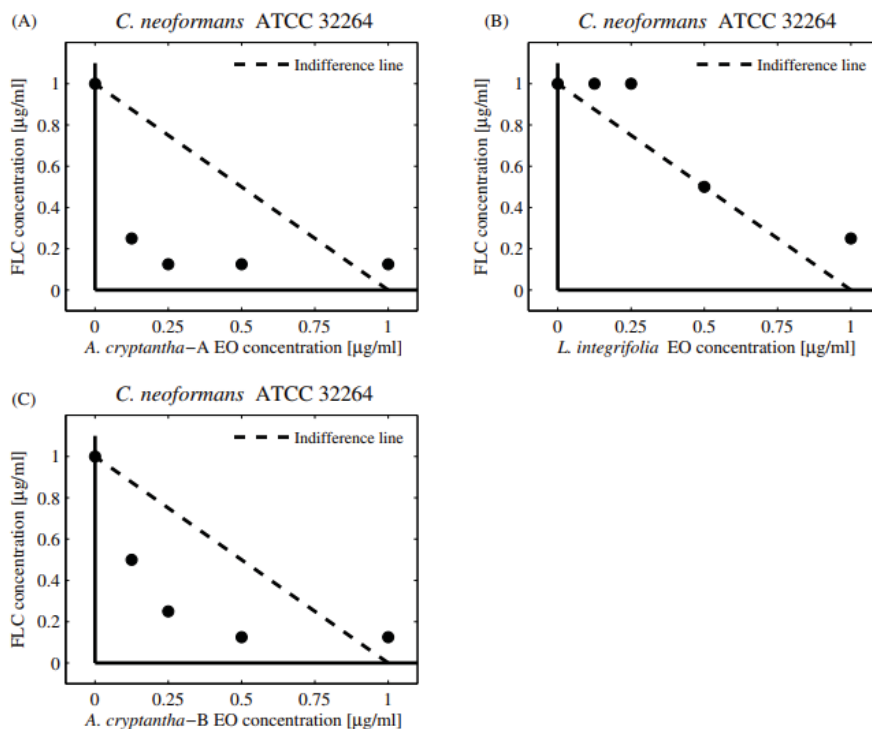 (A)
C. neoformans ATCC 32264
Indifference line
FLC concentration [µg/ml]
1
0.8
0.6
0.4
0.2
0
0 0.25 0.5 0.75 1
A. cryptantha−A EO concentration [µg/ml]
(B)
C. neoformans ATCC 32264
Indifference line
FLC concentration [µg/ml]
1
0.8
0.6
0.4
0.2
0
0 0.25 0.5 0.75 1
L. integrifolia EO concentration [µg/ml]
(C)
C. neoformans ATCC 32264
Indifference line
FLC concentration [µg/ml]
1
0.8
0.6
0.4
0.2
0
0 0.25 0.5 0.75 1
A. cryptantha−B EO concentration [µg/ml]